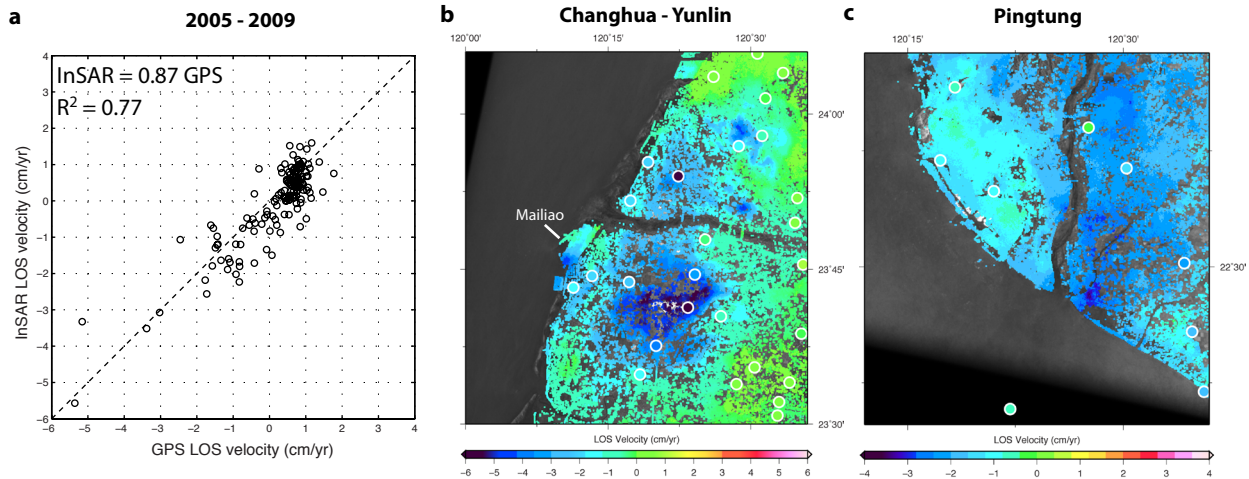 a
2005 - 2009
InSAR = 0.87 GPS
R² = 0.77
4
3
2
1
0
−1
−2
−3
−4
−5
−6
InSAR LOS velocity (cm/yr)
−6 −5 −4 −3 −2 −1 0 1 2 3 4
GPS LOS velocity (cm/yr)
b
Changhua - Yunlin
120˚00' 120˚15' 120˚30'
24˚00'
23˚45'
23˚30'
Mailiao
LOS Velocity (cm/yr)
−6 −5 −4 −3 −2 −1 0 1 2 3 4 5 6
c
Pingtung
120˚15' 120˚30'
22˚30'
LOS Velocity (cm/yr)
−4 −3 −2 −1 0 1 2 3 4